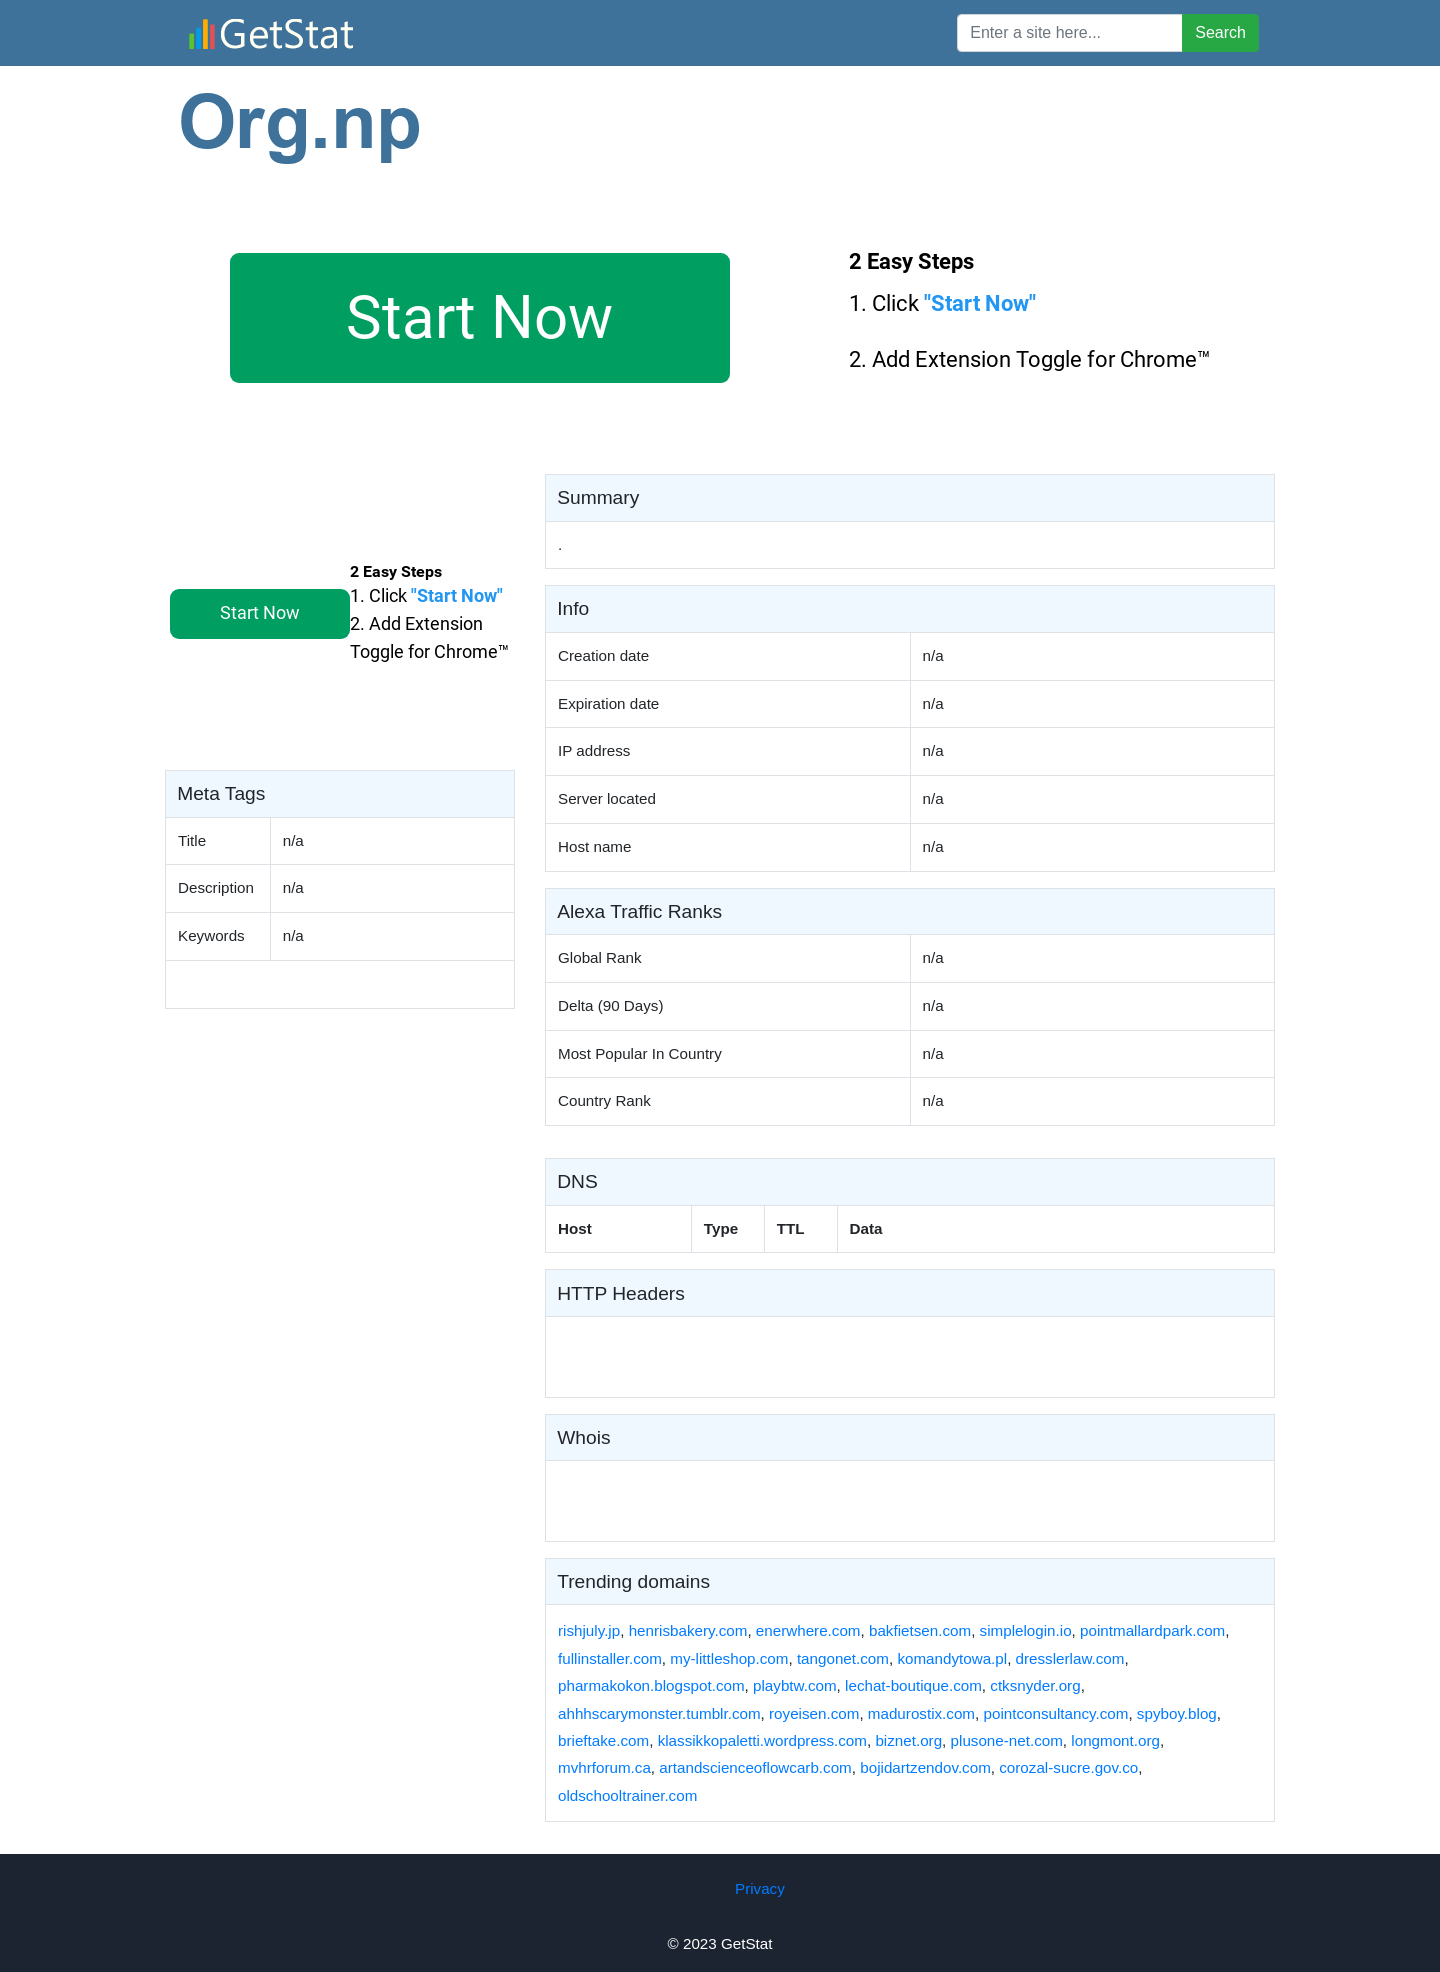 GetStat
Enter a site here... Search
Org.np
Start Now
2 Easy Steps
1. Click "Start Now"
2. Add Extension Toggle for Chrome™
Start Now
2 Easy Steps
1. Click "Start Now"
2. Add Extension
Toggle for Chrome™
Meta Tags
Title n/a
Description n/a
Keywords n/a
Summary
.
Info
Creation date n/a
Expiration date n/a
IP address n/a
Server located n/a
Host name n/a
Alexa Traffic Ranks
Global Rank n/a
Delta (90 Days) n/a
Most Popular In Country n/a
Country Rank n/a
DNS
Host Type TTL Data
HTTP Headers
Whois
Trending domains
rishjuly.jp, henrisbakery.com, enerwhere.com, bakfietsen.com, simplelogin.io, pointmallardpark.com,
fullinstaller.com, my-littleshop.com, tangonet.com, komandytowa.pl, dresslerlaw.com,
pharmakokon.blogspot.com, playbtw.com, lechat-boutique.com, ctksnyder.org,
ahhhscarymonster.tumblr.com, royeisen.com, madurostix.com, pointconsultancy.com, spyboy.blog,
brieftake.com, klassikkopaletti.wordpress.com, biznet.org, plusone-net.com, longmont.org,
mvhrforum.ca, artandscienceoflowcarb.com, bojidartzendov.com, corozal-sucre.gov.co,
oldschooltrainer.com
Privacy
© 2023 GetStat